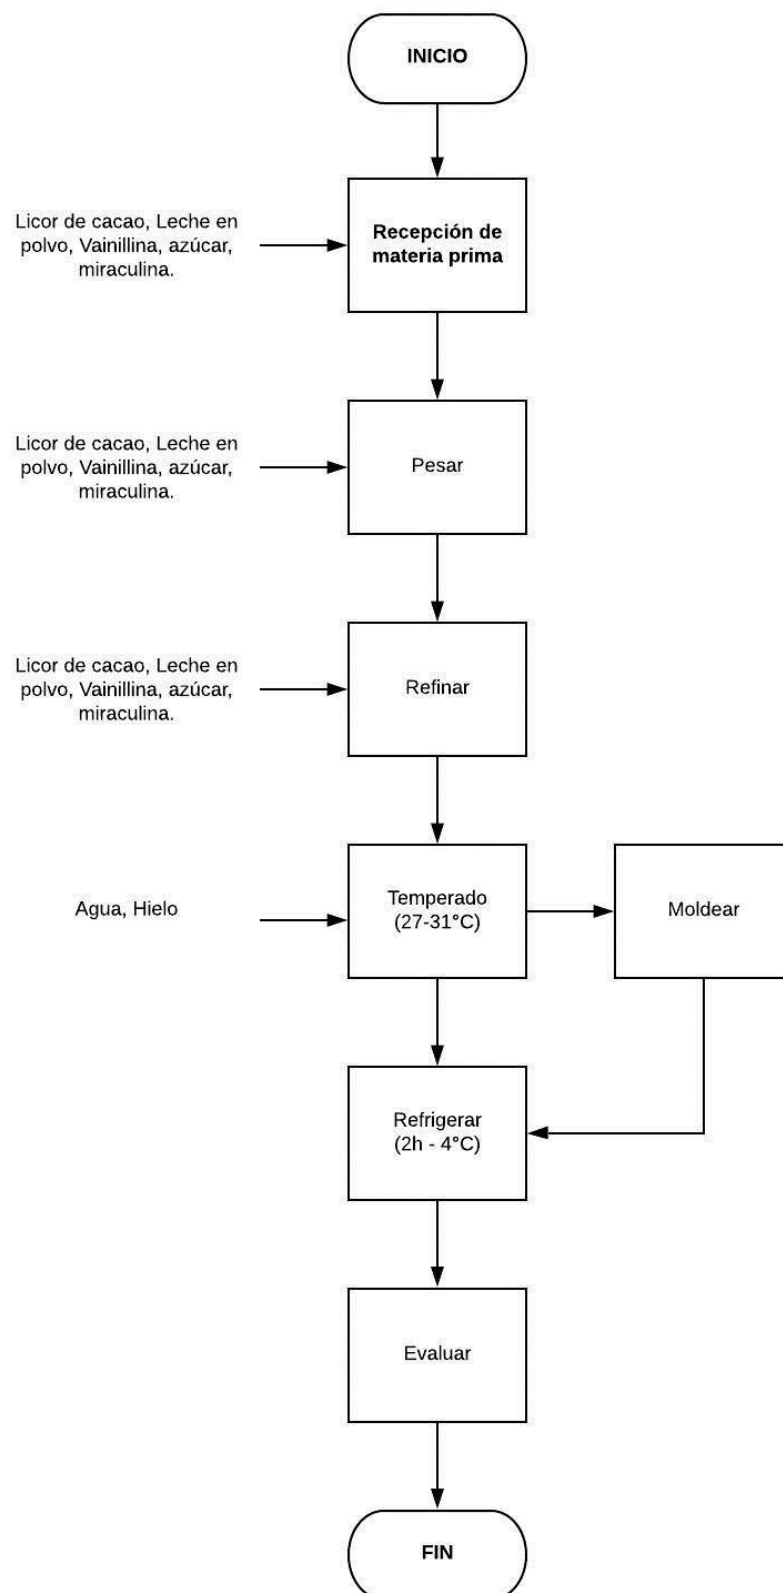 INICIO
Licor de cacao, Leche en
polvo, Vainillina, azúcar,
miraculina.
Recepción de
materia prima
Licor de cacao, Leche en
polvo, Vainillina, azúcar,
miraculina.
Pesar
Licor de cacao, Leche en
polvo, Vainillina, azúcar,
miraculina.
Refinar
Agua, Hielo
Temperado
(27-31°C)
Moldear
Refrigerar
(2h - 4°C)
Evaluar
FIN